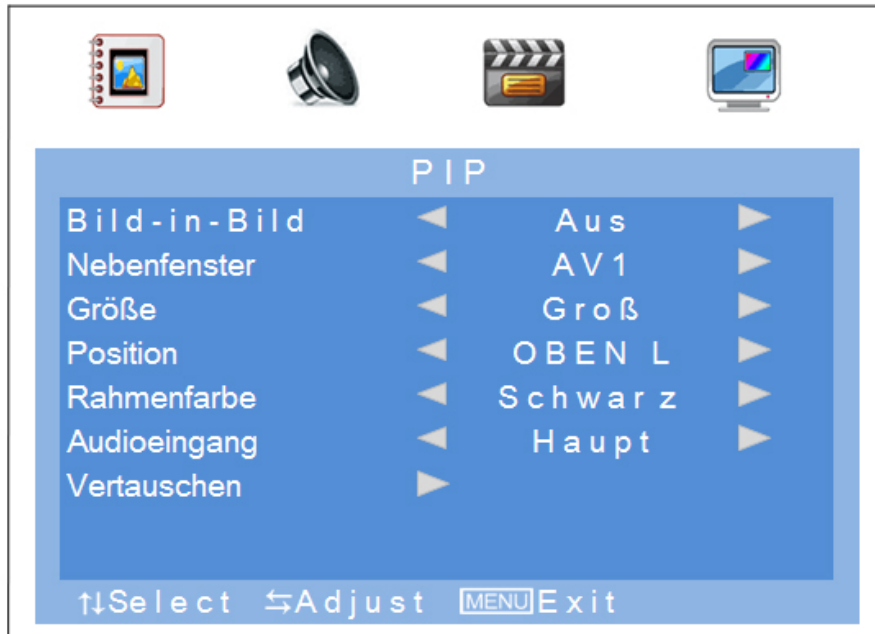 PIP
Bild-in-Bild Aus
Nebenfenster AV1
Größe Groß
Position OBEN L
Rahmenfarbe Schwarz
Audioeingang Haupt
Vertauschen
↑↓Select ⇆Adjust MENU Exit